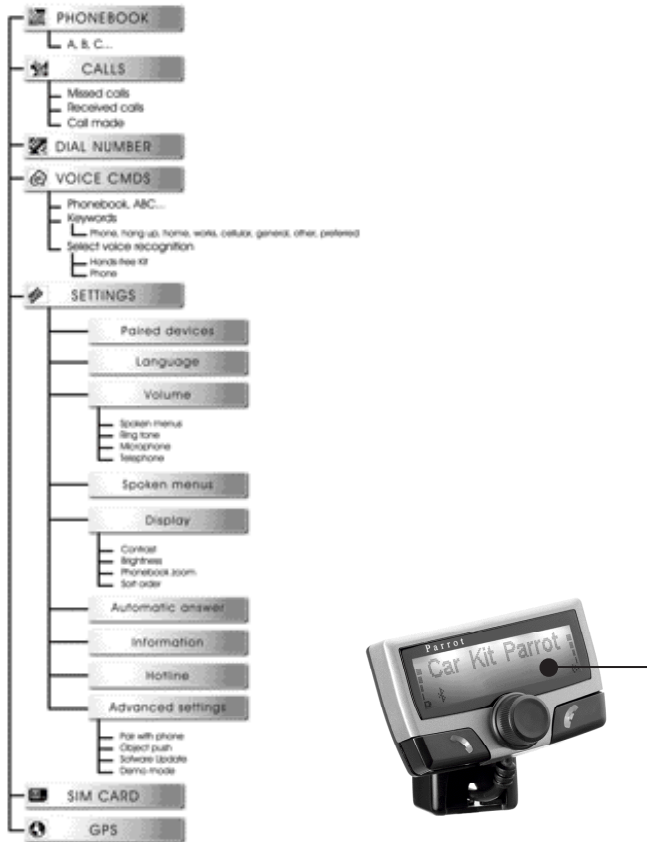 PHONEBOOK
A, B, C...
CALLS
Missed calls
Received calls
Call made
DIAL NUMBER
VOICE CMDS
Phonebook, ABC...
Keywords
Phone, hang up, home, works, cellular, general, other, preferred
Select voice recognition
Hands-free Kit
Phone
SETTINGS
Paired devices
Language
Volume
Spoken menus
Ring tone
Microphone
Telephone
Spoken menus
Display
Contrast
Brightness
Phonebook zoom
Sort order
Automatic answer
Information
Hotline
Advanced settings
Pair with phone
Object push
Sofware Update
Demo mode
SIM CARD
GPS
Parrot
Car Kit Parrot